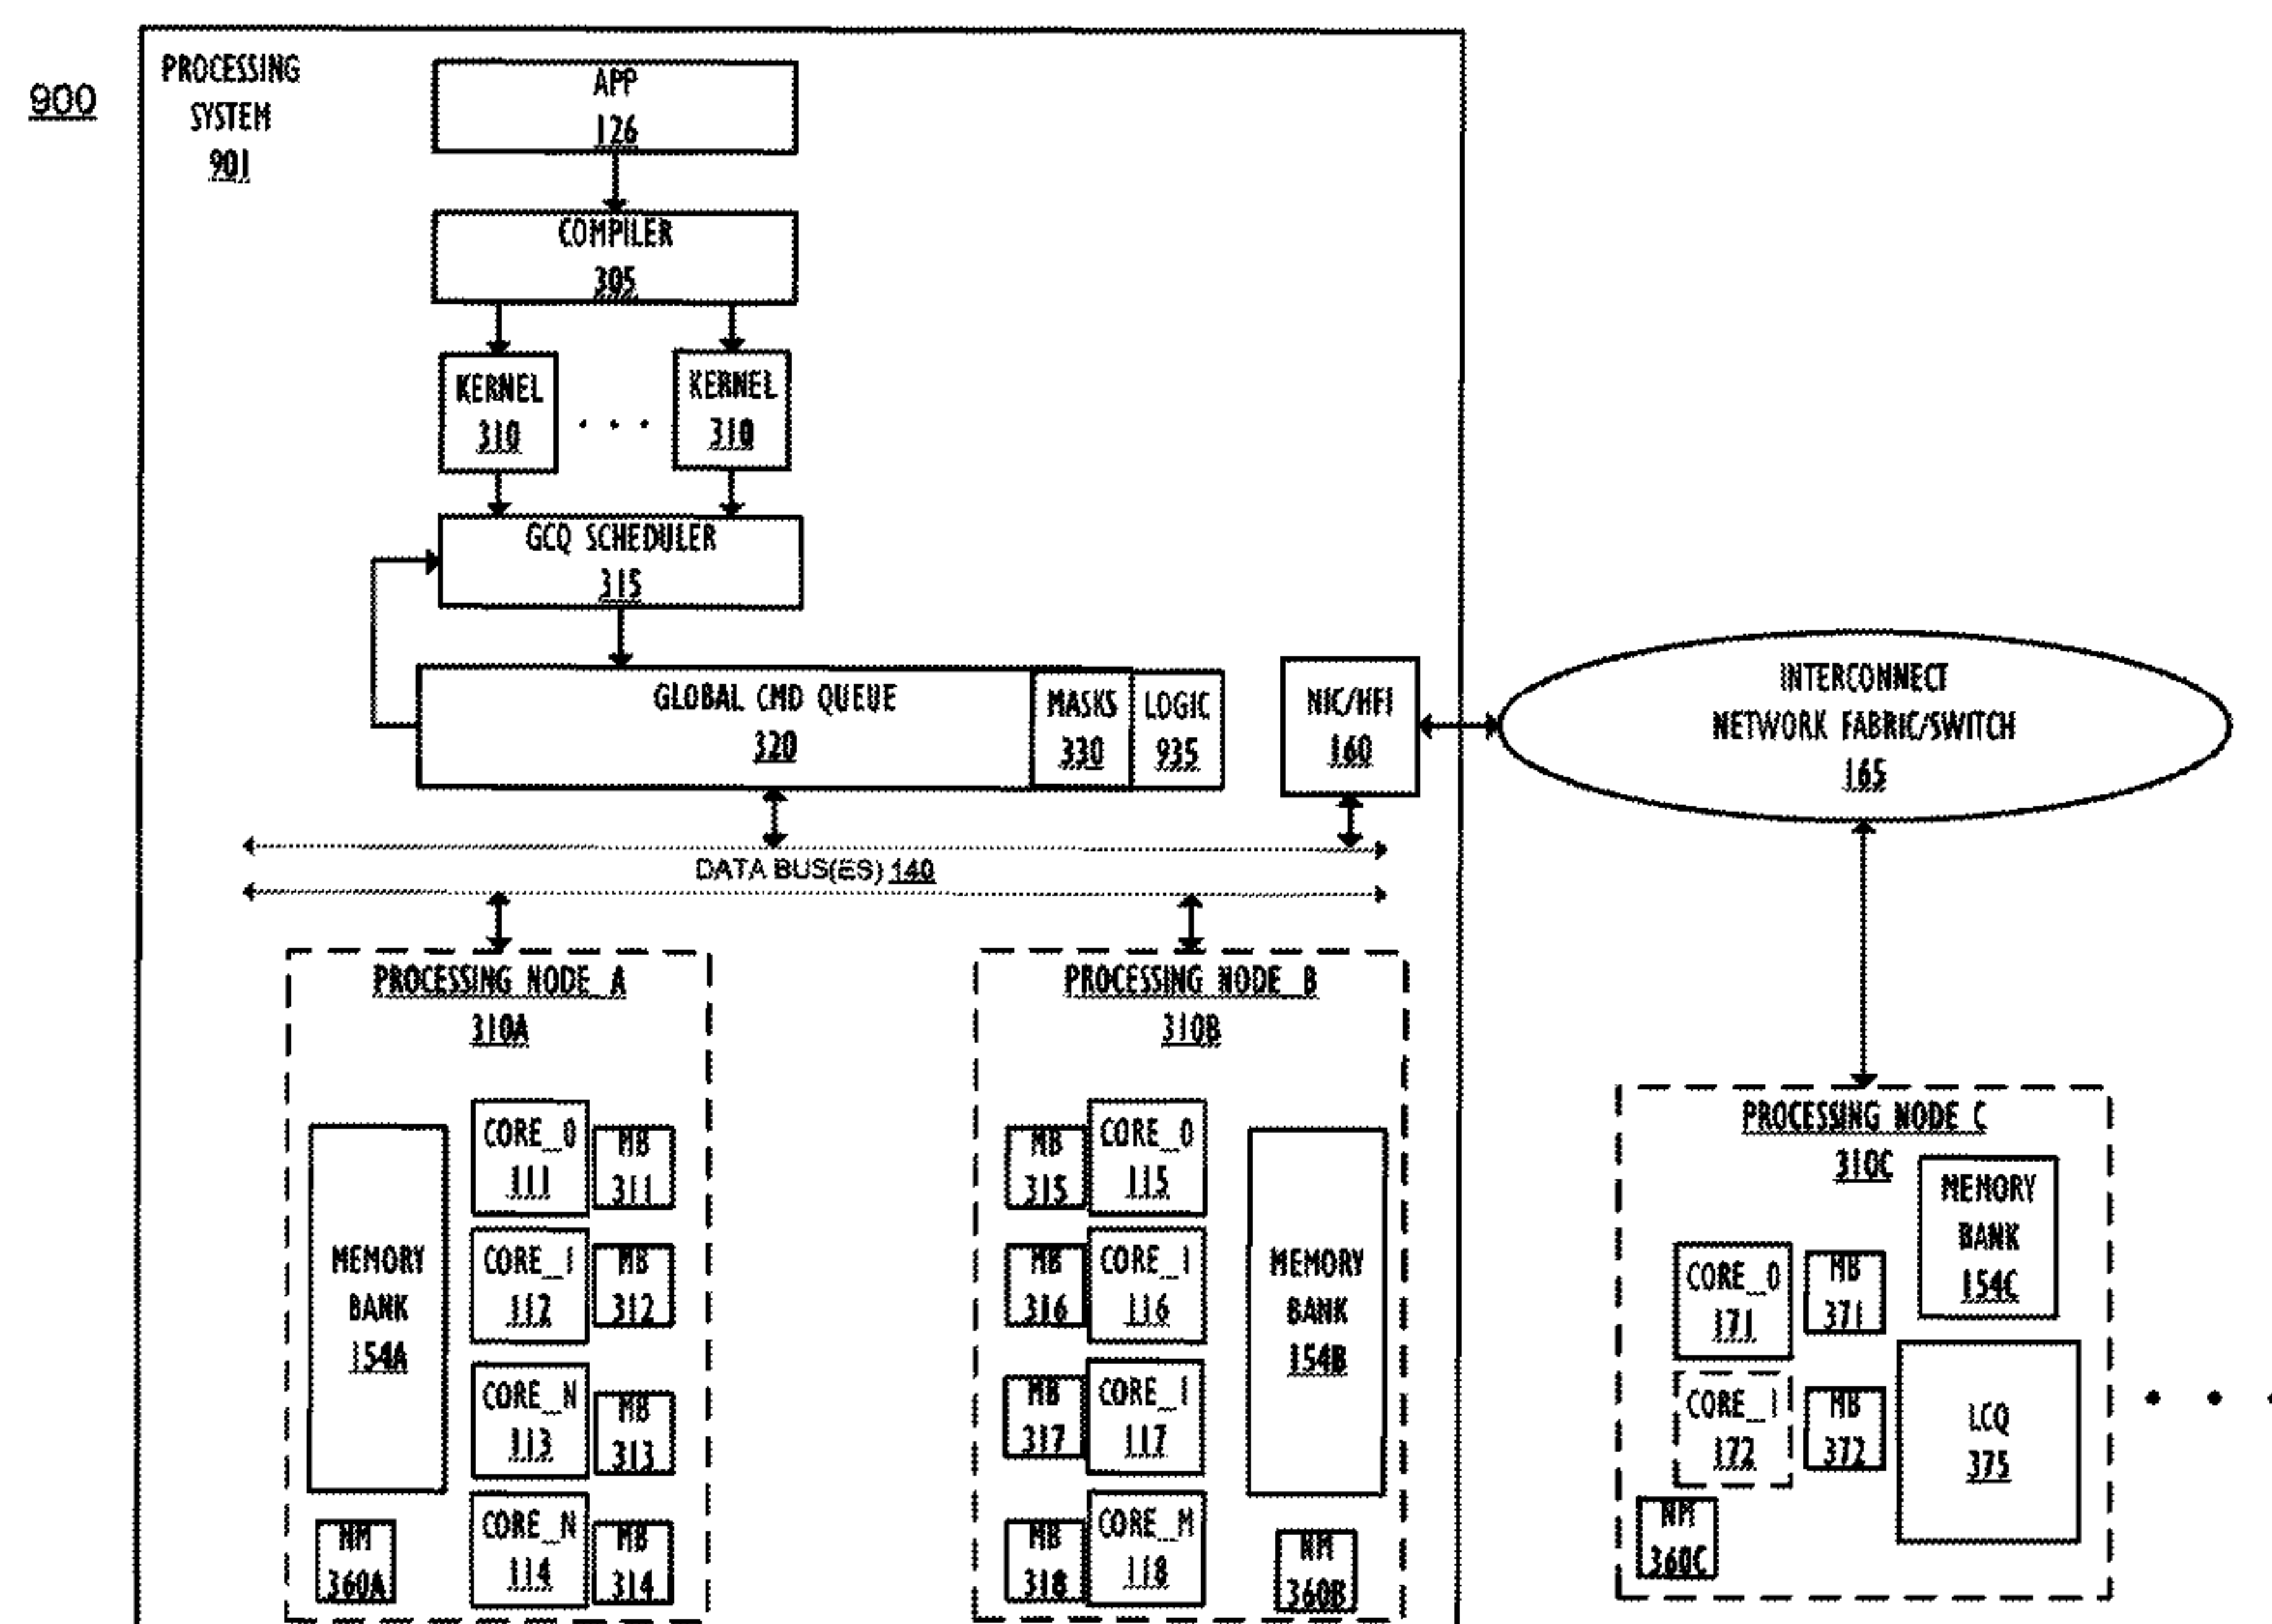 900
PROCESSING
SYSTEM
901
APP
126
COMPILER
305
KERNEL
310
. . .
KERNEL
310
GCQ SCHEDULER
315
GLOBAL CMD QUEUE
320
MASKS
330
LOGIC
935
NIC/HFI
160
INTERCONNECT
NETWORK FABRIC/SWITCH
165
DATA BUS(ES) 140
PROCESSING NODE_A
310A
MEMORY
BANK
154A
CORE_0
111
MB
311
CORE_1
112
MB
312
CORE_N
113
MB
313
CORE_N
114
MB
314
NM
360A
PROCESSING NODE_B
310B
MB
315
CORE_0
115
MB
316
CORE_1
116
MB
317
CORE_1
117
MB
318
CORE_M
118
MEMORY
BANK
154B
NM
360B
PROCESSING NODE_C
310C
MEMORY
BANK
154C
CORE_0
171
MB
371
CORE_1
172
MB
372
LCQ
375
NM
360C
. . .